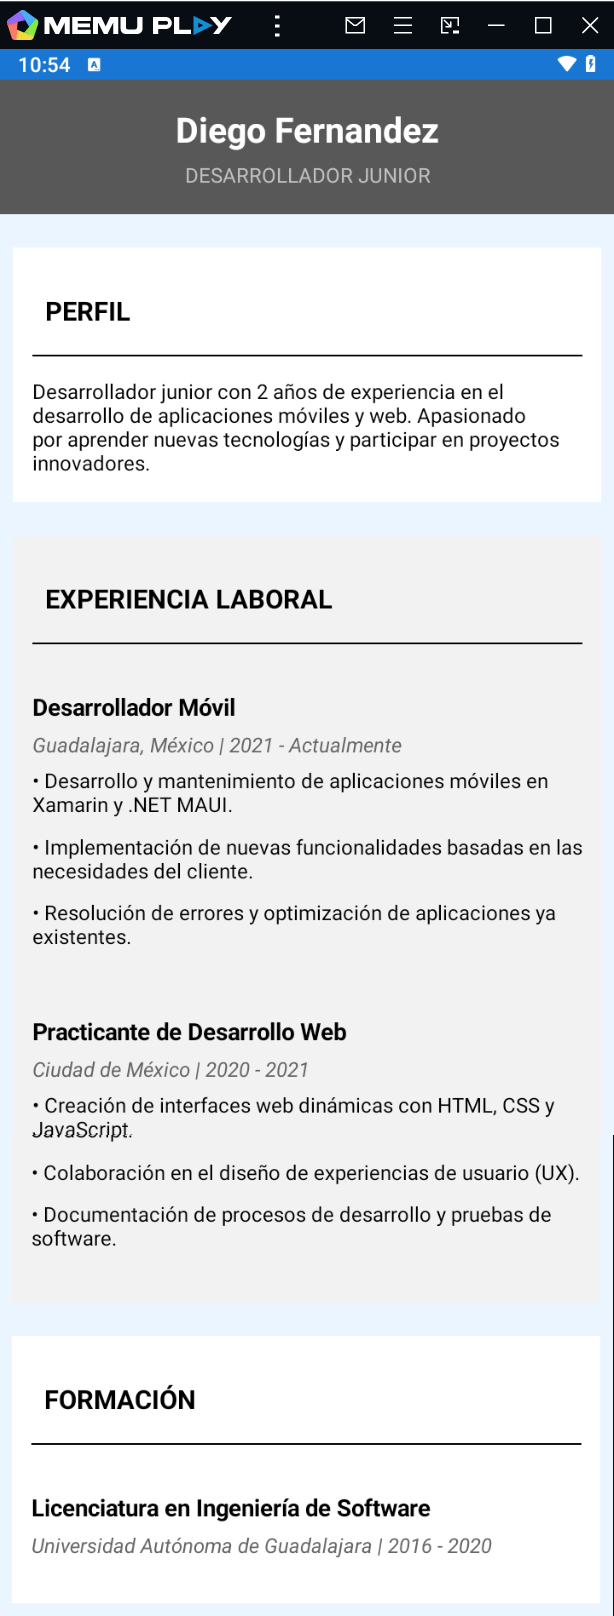 MEMU PLAY
10:54 A
Diego Fernandez
DESARROLLADOR JUNIOR
PERFIL
Desarrollador junior con 2 años de experiencia en el
desarrollo de aplicaciones móviles y web. Apasionado
por aprender nuevas tecnologías y participar en proyectos
innovadores.
EXPERIENCIA LABORAL
Desarrollador Móvil
Guadalajara, México | 2021 - Actualmente
• Desarrollo y mantenimiento de aplicaciones móviles en
Xamarin y .NET MAUI.
• Implementación de nuevas funcionalidades basadas en las
necesidades del cliente.
• Resolución de errores y optimización de aplicaciones ya
existentes.
Practicante de Desarrollo Web
Ciudad de México | 2020 - 2021
• Creación de interfaces web dinámicas con HTML, CSS y
JavaScript.
• Colaboración en el diseño de experiencias de usuario (UX).
• Documentación de procesos de desarrollo y pruebas de
software.
FORMACIÓN
Licenciatura en Ingeniería de Software
Universidad Autónoma de Guadalajara | 2016 - 2020